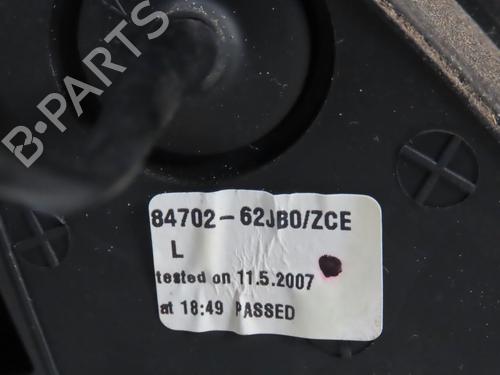 B-PARTS
84702-62JB0/ZCE
L
tested on 11.5.2007
at 18:49 PASSED